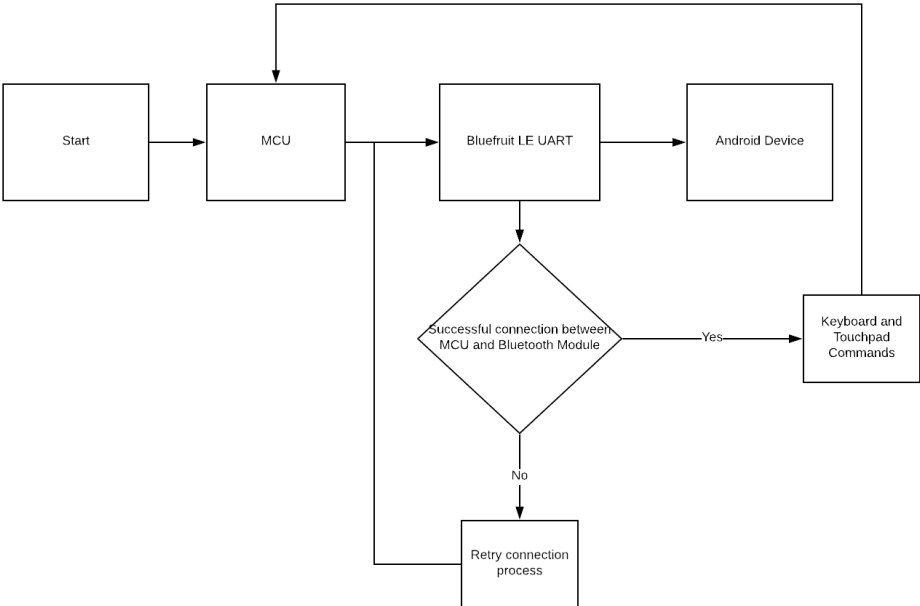 Start
MCU
Bluefruit LE UART
Android Device
Successful connection between
MCU and Bluetooth Module
Yes
Keyboard and
Touchpad
Commands
No
Retry connection
process